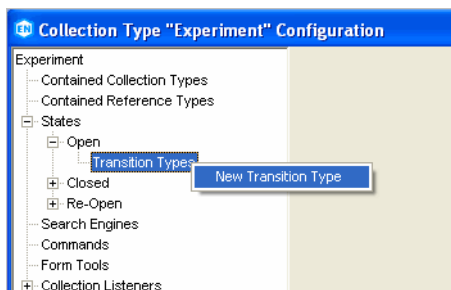 EN Collection Type "Experiment" Configuration
Experiment
Contained Collection Types
Contained Reference Types
States
Open
Transition Types
New Transition Type
Closed
Re-Open
Search Engines
Commands
Form Tools
Collection Listeners